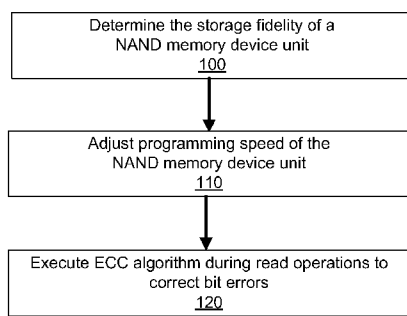 Determine the storage fidelity of a
NAND memory device unit
100
Adjust programming speed of the
NAND memory device unit
110
Execute ECC algorithm during read operations to
correct bit errors
120